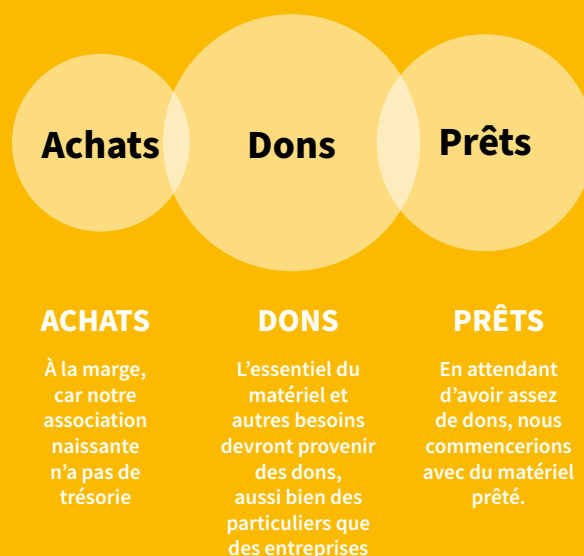 Achats
Dons
Prêts
ACHATS
À la marge,
car notre
association
naissante
n’a pas de
trésorie
DONS
L’essentiel du
matériel et
autres besoins
devront provenir
des dons,
aussi bien des
particuliers que
des entreprises
PRÊTS
En attendant
d’avoir assez
de dons, nous
commencerions
avec du matériel
prêté.